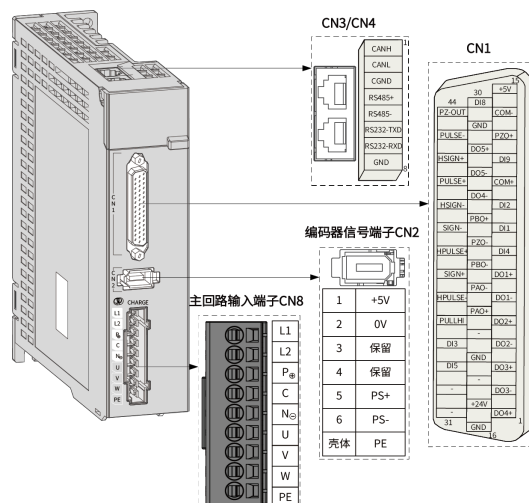 CN3/CN4
1
CANH
CANL
CGND
RS485+
RS485-
RS232-TXD
RS232-RXD
GND
8
CN1
15
30
+5V
44
DI8
PZ-OUT
COM-
GND
PULSE-
PZO+
DO5+
HSIGN+
DI9
DO5-
PULSE+
COM+
DO4-
HSIGN-
DI2
PBO+
SIGN-
DI1
PZO-
HPULSE+
DI4
PBO-
SIGN+
DO1+
PAO-
HPULSE-
DO1-
PAO+
PULLHI
DO2+
-
DI3
DO2-
GND
DI5
DO3+
-
-
DO3-
+24V
-
DO4+
31
GND
1
16
编码器信号端子CN2
1 +5V
2 0V
3 保留
4 保留
5 PS+
6 PS-
壳体 PE
主回路输入端子CN8
L1
L2
P⊕
C
N⊖
U
V
W
PE
CN1
CN2
CHARGE
L1
L2
P⊕
C
N⊖
U
V
W
PE